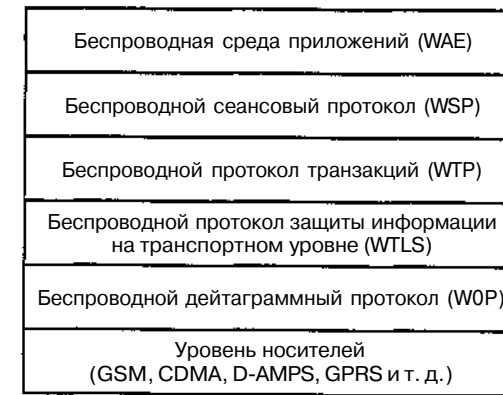 Беспроводная среда приложений (WAE)
Беспроводной сеансовый протокол (WSP)
Беспроводной протокол транзакций (WTP)
Беспроводной протокол защиты информации
на транспортном уровне (WTLS)
Беспроводной дейтаграммный протокол (W0P)
Уровень носителей
(GSM, CDMA, D-AMPS, GPRS и т. д.)